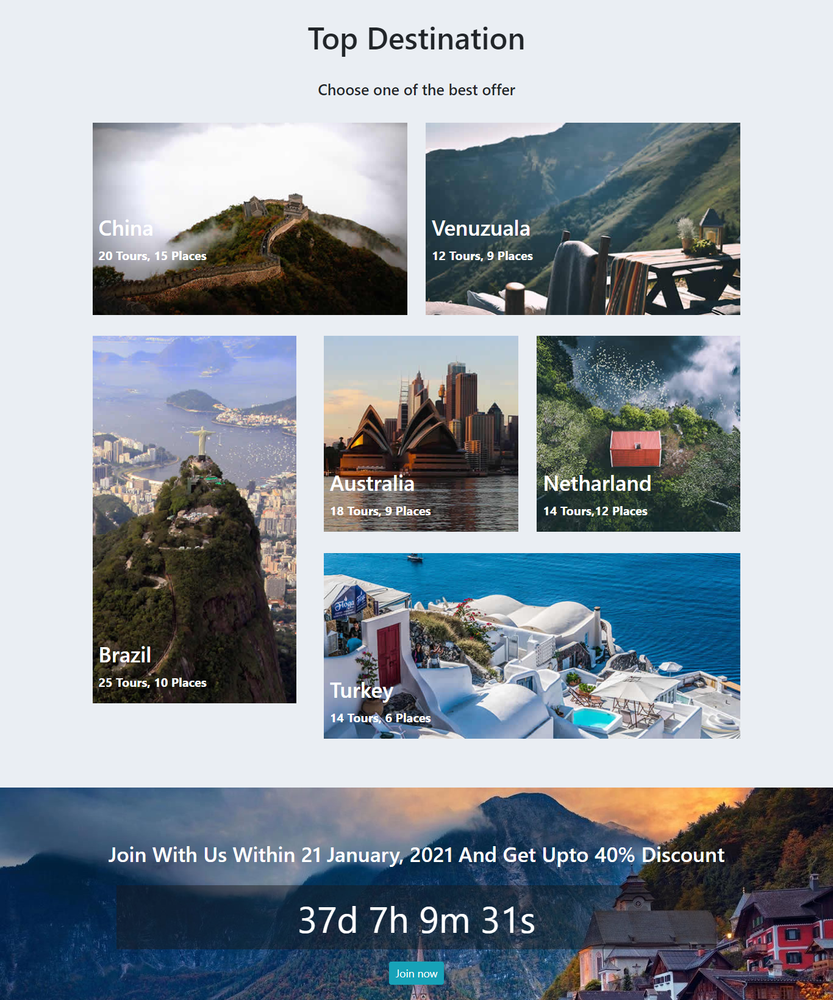 Top Destination
Choose one of the best offer
China
20 Tours, 15 Places
Venuzuala
12 Tours, 9 Places
Brazil
25 Tours, 10 Places
Australia
18 Tours, 9 Places
Netharland
14 Tours,12 Places
Floga
Turkey
14 Tours, 6 Places
Join With Us Within 21 January, 2021 And Get Upto 40% Discount
37d 7h 9m 31s
Join now